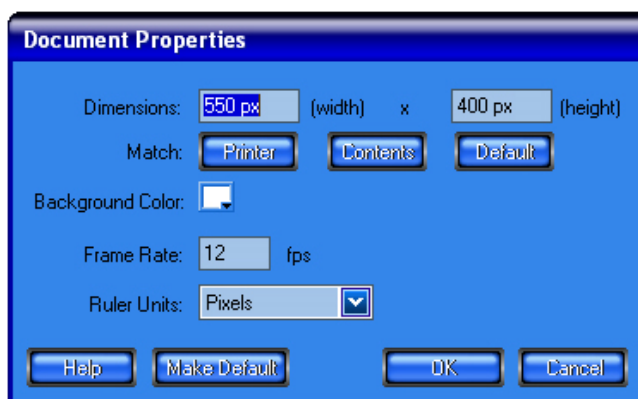 Document Properties
Dimensions: 550 px (width) x 400 px (height)
Match: Printer Contents Default
Background Color:
Frame Rate: 12 fps
Ruler Units: Pixels
Help Make Default OK Cancel